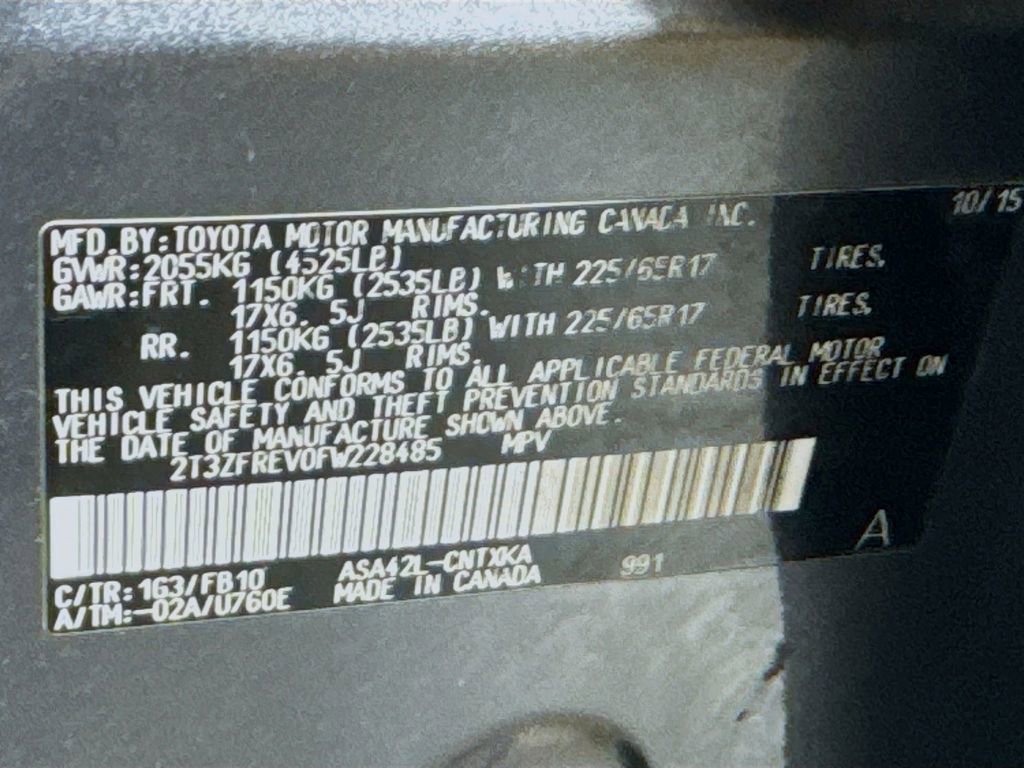 10/15
MFD.BY:TOYOTA MOTOR MANUFACTURING CANADA INC.
GVWR:2055KG (4525LB)
GAWR:FRT. 1150KG (2535LB) WITH 225/65R17 TIRES,
17X6.5J RIMS.
RR. 1150KG (2535LB) WITH 225/65R17 TIRES,
17X6.5J RIMS.
THIS VEHICLE CONFORMS TO ALL APPLICABLE FEDERAL MOTOR
VEHICLE SAFETY AND THEFT PREVENTION STANDARDS IN EFFECT ON
THE DATE OF MANUFACTURE SHOWN ABOVE.
2T3ZFREV0FW228485 MPV
A
C/TR:1G3/FB10 ASA42L-CNTXKA 991
A/TM:-02A/U760E MADE IN CANADA